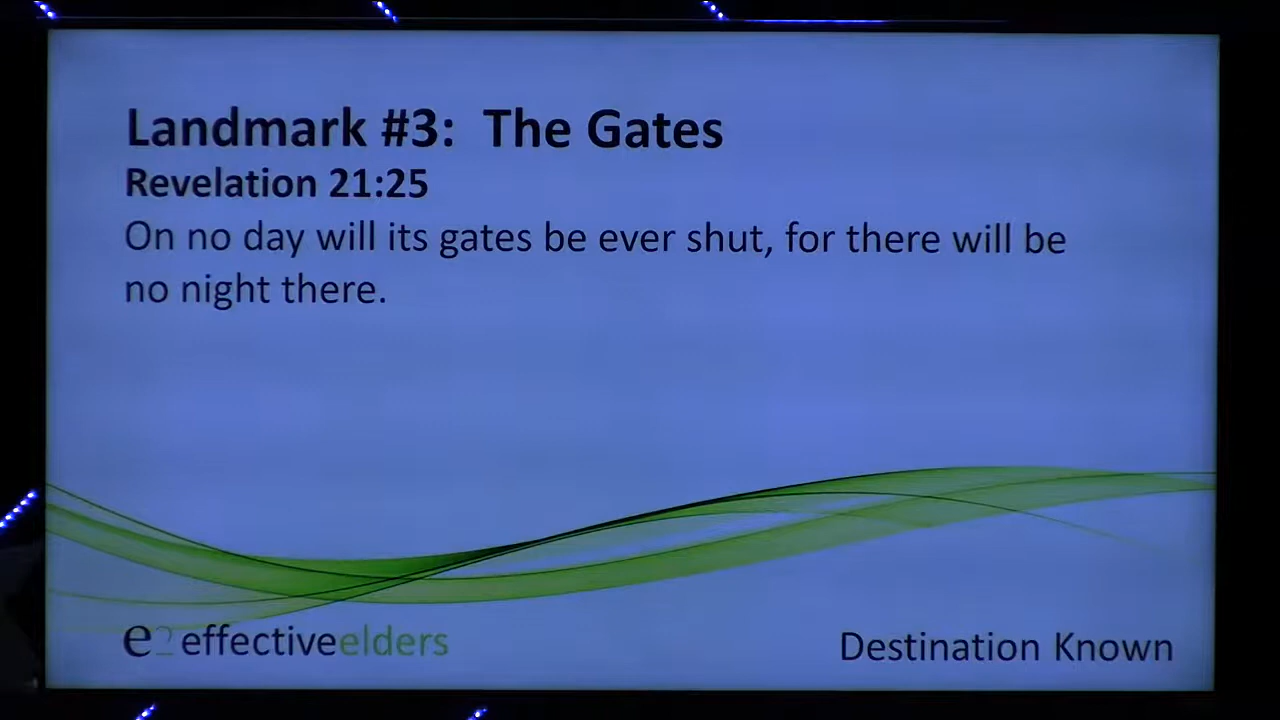 Landmark #3:  The Gates
Revelation 21:25
On no day will its gates be ever shut, for there will be
no night there.
e2 effectiveelders
Destination Known